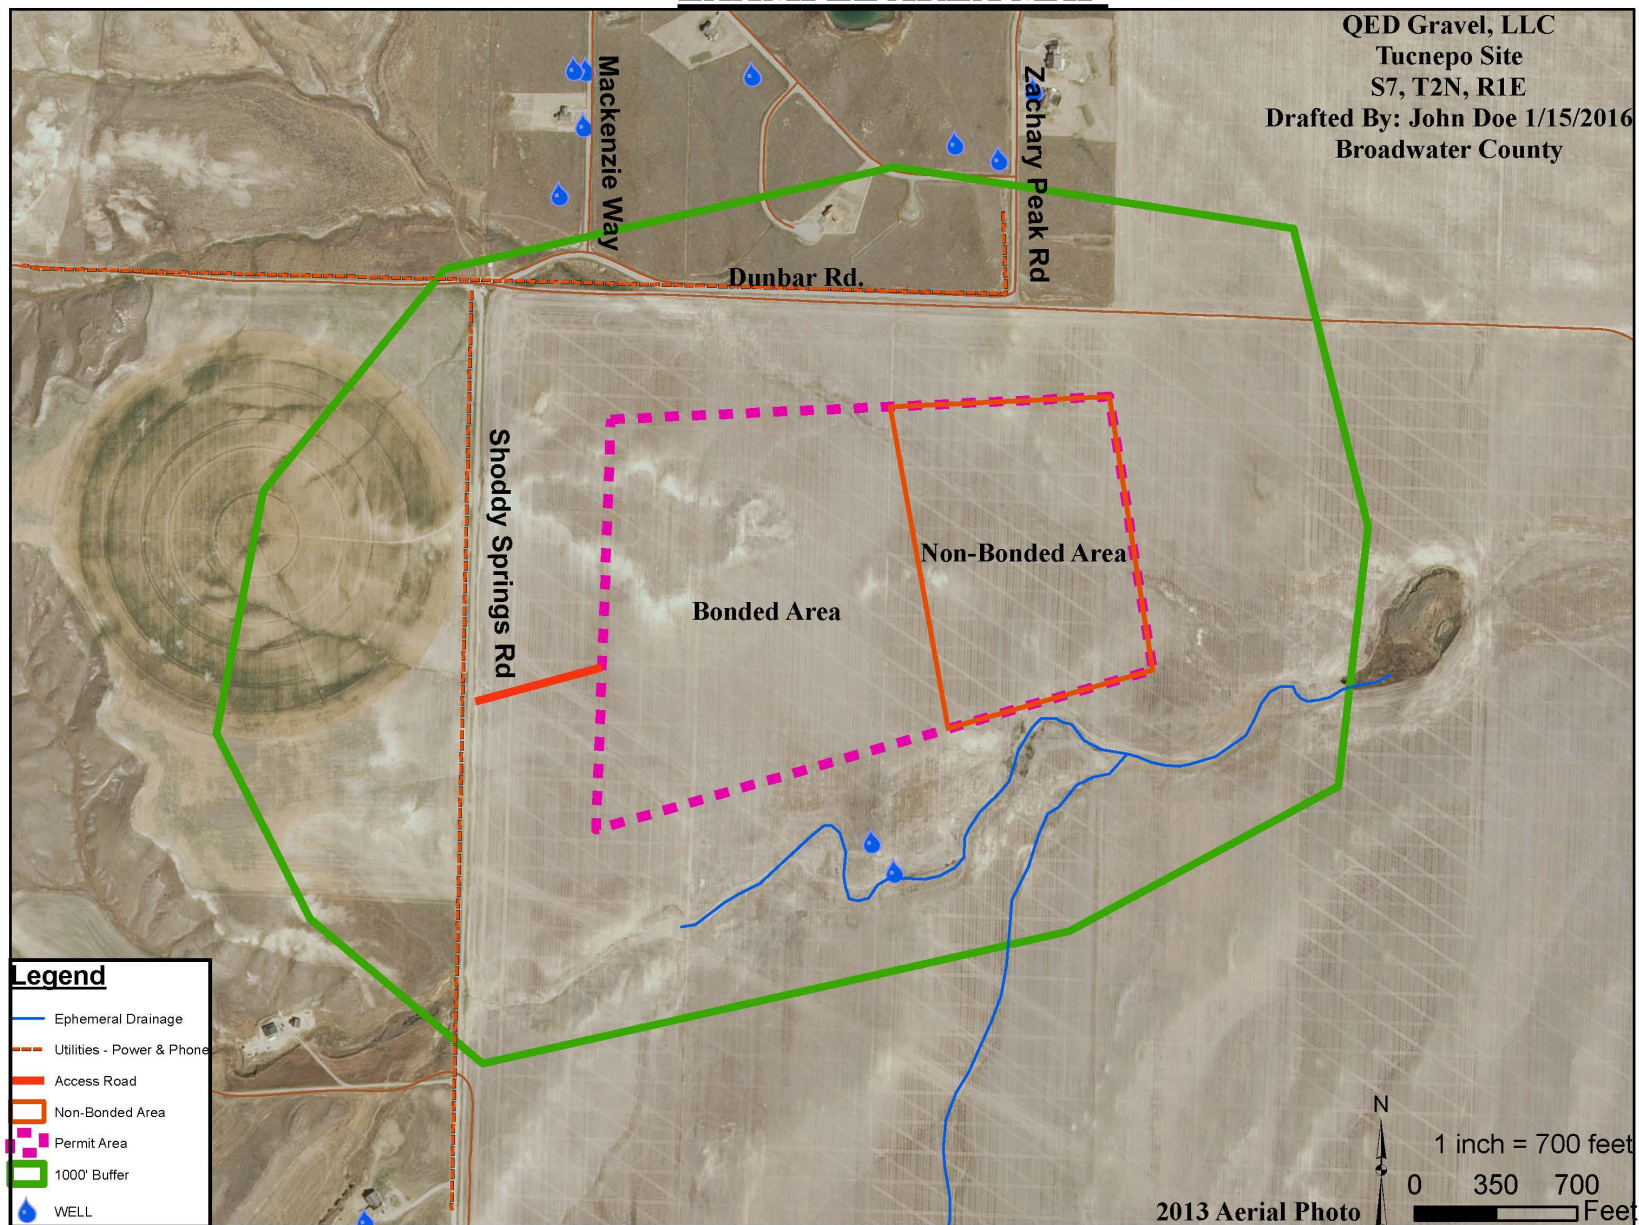 QED Gravel, LLC
Tucnepo Site
S7, T2N, R1E
Drafted By: John Doe 1/15/2016
Broadwater County
Mackenzie Way
Zachary Peak Rd
Dunbar Rd.
Shoddy Springs Rd
Non-Bonded Area
Bonded Area
Legend
Ephemeral Drainage
Utilities - Power & Phone
Access Road
Non-Bonded Area
Permit Area
1000' Buffer
WELL
N
1 inch = 700 feet
0 350 700
Feet
2013 Aerial Photo